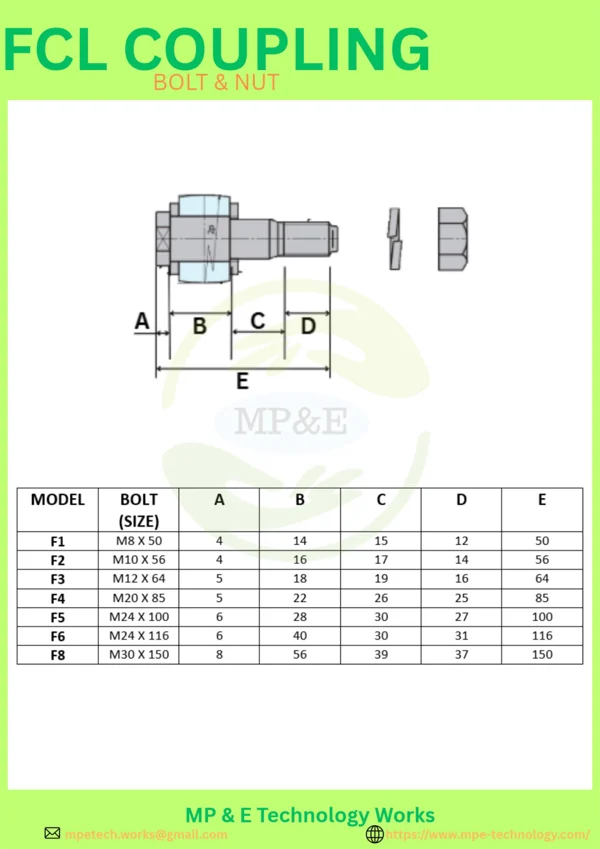 FCL COUPLING
BOLT & NUT
A B C D
E
MP&E
MODEL BOLT (SIZE) A B C D E
F1 M8 X 50 4 14 15 12 50
F2 M10 X 56 4 16 17 14 56
F3 M12 X 64 5 18 19 16 64
F4 M20 X 85 5 22 26 25 85
F5 M24 X 100 6 28 30 27 100
F6 M24 X 116 6 40 30 31 116
F8 M30 X 150 8 56 39 37 150
MP & E Technology Works
mpetech.works@gmail.com https://www.mpe-technology.com/